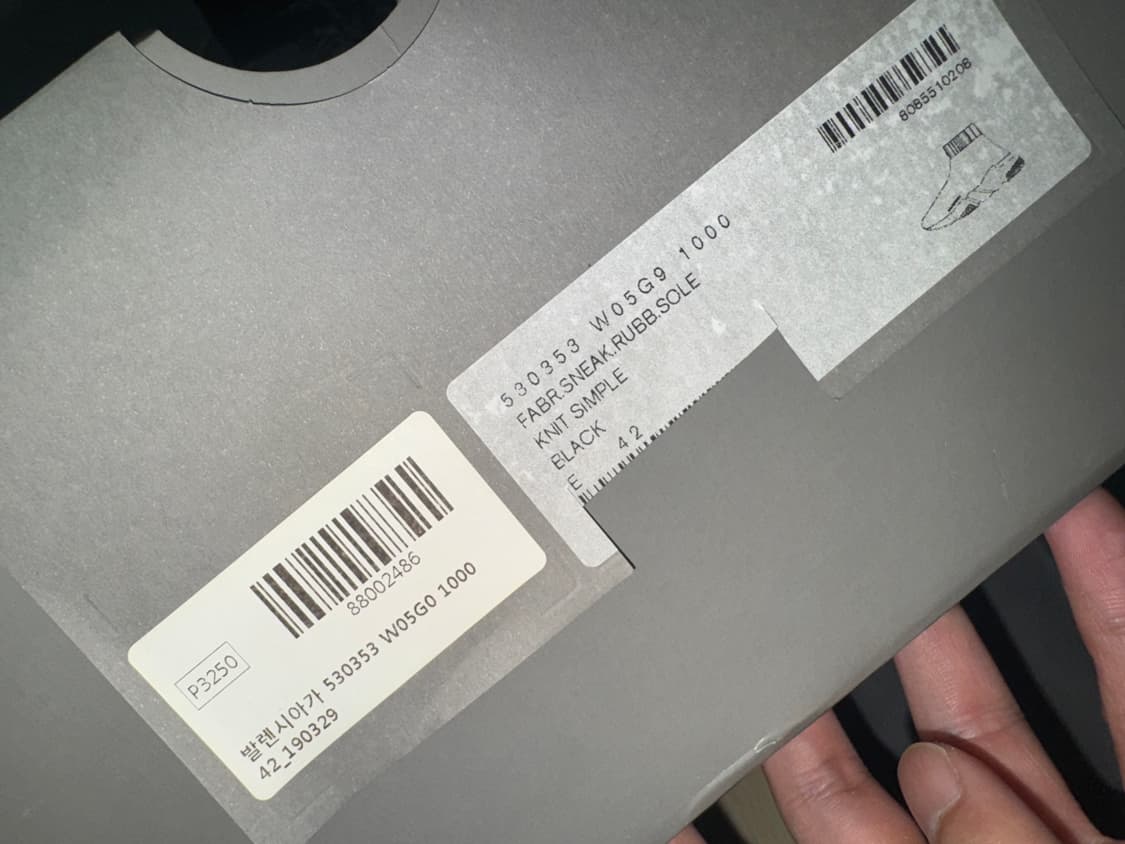 8085510208
530353 W05G9 1000
FABR.SNEAK.RUBB.SOLE
KNIT SIMPLE
BLACK
E 42
88002486
P3250
발렌시아가 530353 W05G0 1000
42_190329